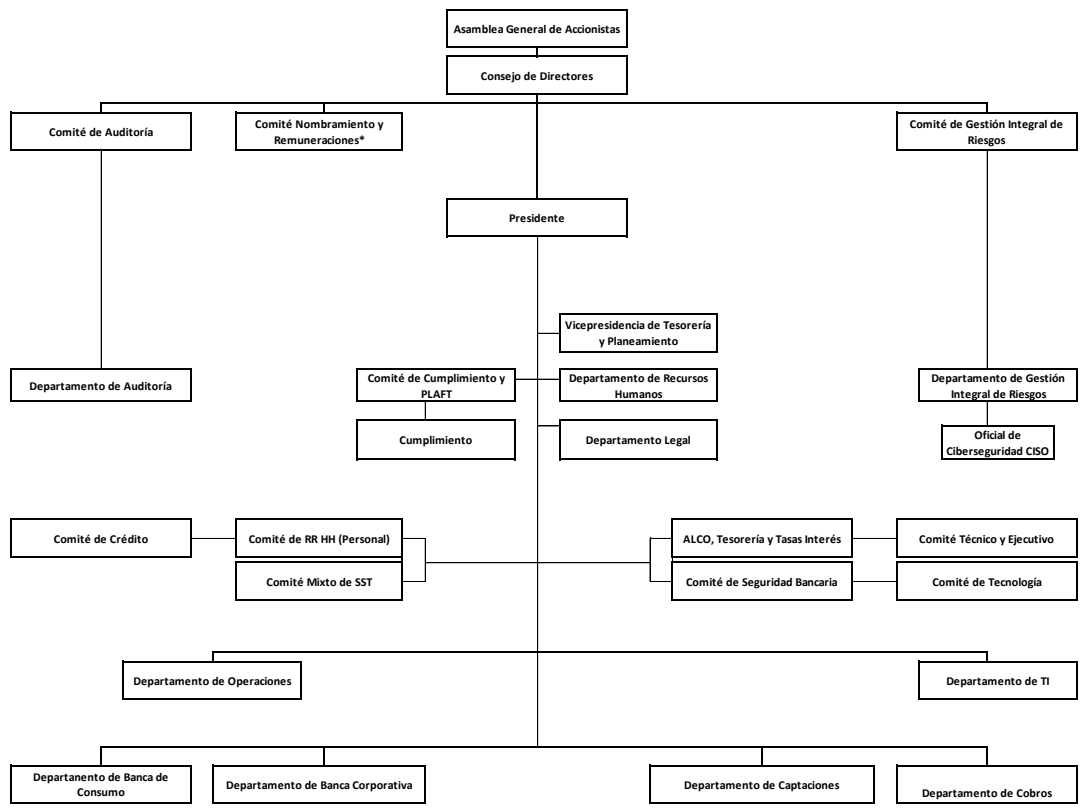 Asamblea General de Accionistas
Consejo de Directores
Comité de Auditoría
Comité Nombramiento y
Remuneraciones*
Comité de Gestión Integral de
Riesgos
Presidente
Vicepresidencia de Tesorería
y Planeamiento
Departamento de Auditoría
Comité de Cumplimiento y
PLAFT
Departamento de Recursos
Humanos
Departamento de Gestión
Integral de Riesgos
Cumplimiento
Departamento Legal
Oficial de
Ciberseguridad CISO
Comité de Crédito
Comité de RR HH (Personal)
ALCO, Tesorería y Tasas Interés
Comité Técnico y Ejecutivo
Comité Mixto de SST
Comité de Seguridad Bancaria
Comité de Tecnología
Departamento de Operaciones
Departamento de TI
Departanento de Banca de
Consumo
Departamento de Banca Corporativa
Departamento de Captaciones
Departamento de Cobros